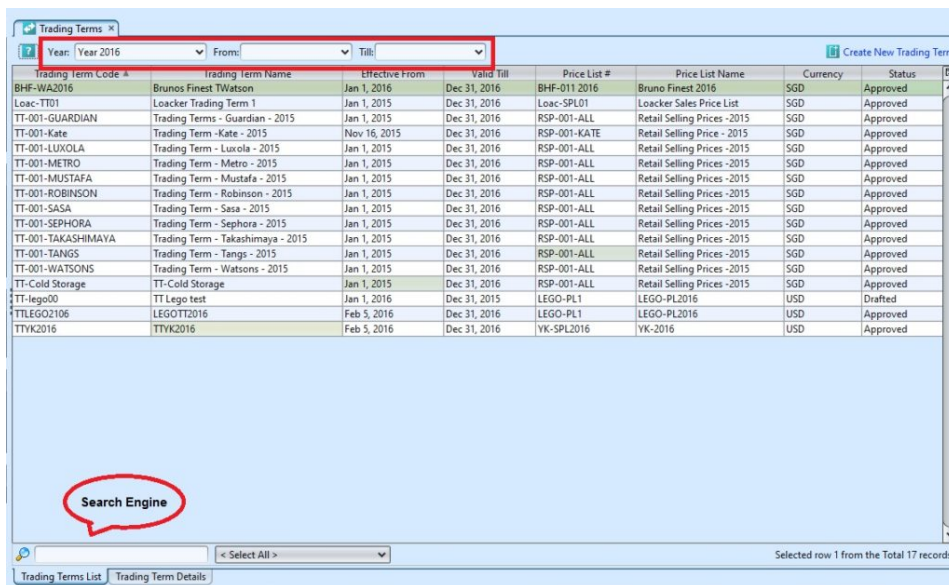 Trading Terms ×
? Year: Year 2016 From: Till: Create New Trading Term
Trading Term Code Trading Term Name Effective From Valid Till Price List # Price List Name Currency Status
BHF-WA2016 Brunos Finest TWatson Jan 1, 2016 Dec 31, 2016 BHF-011 2016 Bruno Finest 2016 SGD Approved
Loac-TT01 Loacker Trading Term 1 Jan 1, 2016 Dec 31, 2016 Loac-SPL01 Loacker Sales Price List SGD Approved
TT-001-GUARDIAN Trading Terms - Guardian - 2015 Jan 1, 2015 Dec 31, 2016 RSP-001-ALL Retail Selling Prices -2015 SGD Approved
TT-001-Kate Trading Term -Kate - 2015 Nov 16, 2015 Dec 31, 2016 RSP-001-KATE Retail Selling Price - 2015 SGD Approved
TT-001-LUXOLA Trading Term - Luxola - 2015 Jan 1, 2015 Dec 31, 2016 RSP-001-ALL Retail Selling Prices -2015 SGD Approved
TT-001-METRO Trading Term - Metro - 2015 Jan 1, 2015 Dec 31, 2016 RSP-001-ALL Retail Selling Prices -2015 SGD Approved
TT-001-MUSTAFA Trading Term - Mustafa - 2015 Jan 1, 2015 Dec 31, 2016 RSP-001-ALL Retail Selling Prices -2015 SGD Approved
TT-001-ROBINSON Trading Term - Robinson - 2015 Jan 1, 2015 Dec 31, 2016 RSP-001-ALL Retail Selling Prices -2015 SGD Approved
TT-001-SASA Trading Term - Sasa - 2015 Jan 1, 2015 Dec 31, 2016 RSP-001-ALL Retail Selling Prices -2015 SGD Approved
TT-001-SEPHORA Trading Term - Sephora - 2015 Jan 1, 2015 Dec 31, 2016 RSP-001-ALL Retail Selling Prices -2015 SGD Approved
TT-001-TAKASHIMAYA Trading Term - Takashimaya - 2015 Jan 1, 2015 Dec 31, 2016 RSP-001-ALL Retail Selling Prices -2015 SGD Approved
TT-001-TANGS Trading Term - Tangs - 2015 Jan 1, 2015 Dec 31, 2016 RSP-001-ALL Retail Selling Prices -2015 SGD Approved
TT-001-WATSONS Trading Term - Watsons - 2015 Jan 1, 2015 Dec 31, 2016 RSP-001-ALL Retail Selling Prices -2015 SGD Approved
TT-Cold Storage TT-Cold Storage Jan 1, 2015 Dec 31, 2016 RSP-001-ALL Retail Selling Prices -2015 SGD Approved
TT-lego00 TT Lego test Jan 1, 2016 Dec 31, 2015 LEGO-PL1 LEGO-PL2016 USD Drafted
TTLEGO2106 LEGOTT2016 Feb 5, 2016 Dec 31, 2016 LEGO-PL1 LEGO-PL2016 USD Approved
TTYK2016 TTYK2016 Feb 5, 2016 Dec 31, 2016 YK-SPL2016 YK-2016 USD Approved
Search Engine
< Select All > Selected row 1 from the Total 17 records
Trading Terms List Trading Term Details